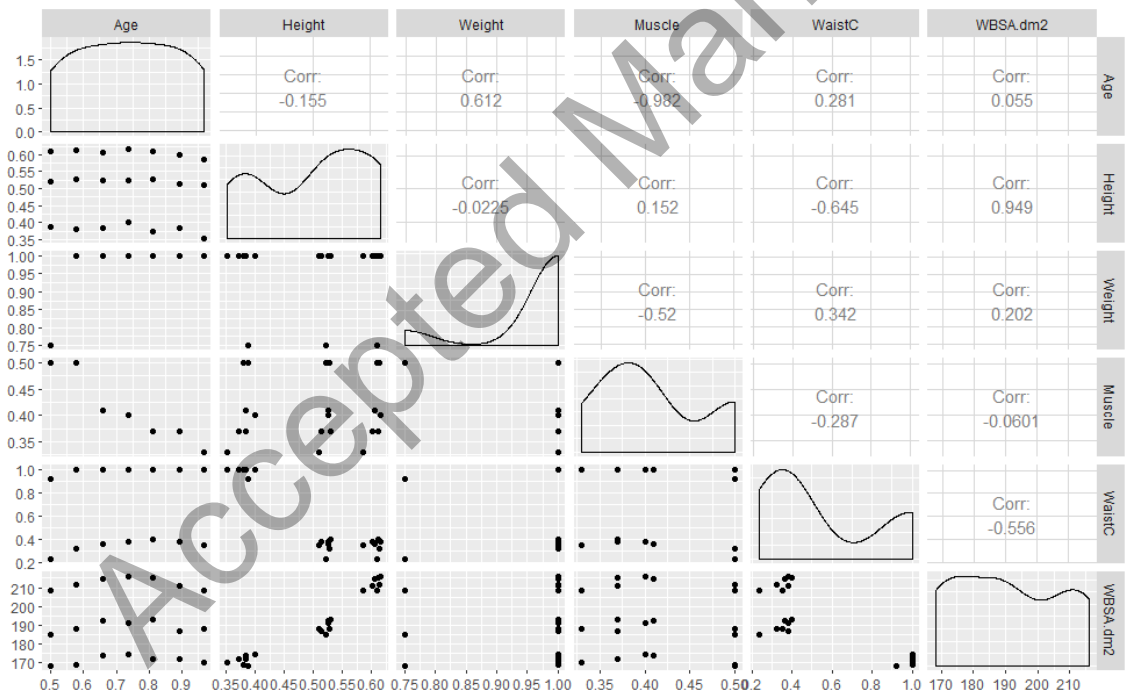 Age Height Weight Muscle WaistC WBSA.dm2
1.5
1.0
0.5
0.0
Corr:
-0.155
Corr:
0.612
Corr:
-0.982
Corr:
0.281
Corr:
0.055
Age
0.60
0.55
0.50
0.45
0.40
0.35
Corr:
-0.0225
Corr:
0.152
Corr:
-0.645
Corr:
0.949
Height
1.00
0.95
0.90
0.85
0.80
0.75
Corr:
-0.52
Corr:
0.342
Corr:
0.202
Weight
0.50
0.45
0.40
0.35
Corr:
-0.287
Corr:
-0.0601
Muscle
1.0
0.8
0.6
0.4
0.2
Corr:
-0.556
WaistC
210
200
190
180
170
WBSA.dm2
0.5 0.6 0.7 0.8 0.9 0.35 0.40 0.45 0.50 0.55 0.60 0.75 0.80 0.85 0.90 0.95 1.00 0.35 0.40 0.45 0.50 0.2 0.4 0.6 0.8 1.0 170 180 190 200 210
Accepted